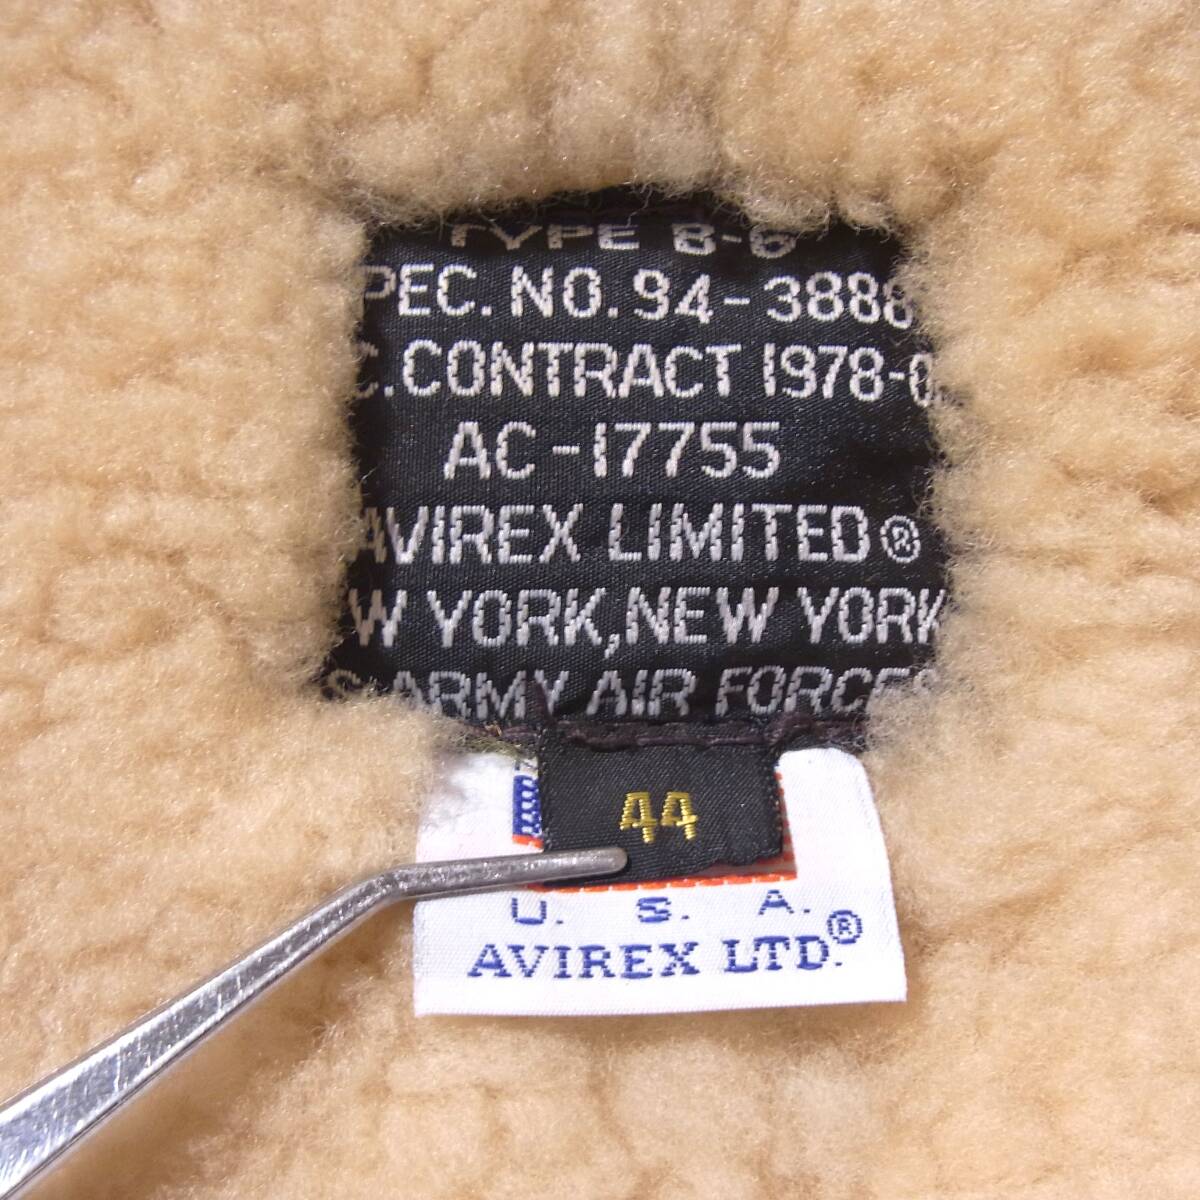 TYPE B-6
PEC. NO. 94-3888
C. CONTRACT 1978-0
AC-17755
AVIREX LIMITED®
W YORK, NEW YORK
S ARMY AIR FORCES
44
U. S. A.
AVIREX LTD.®